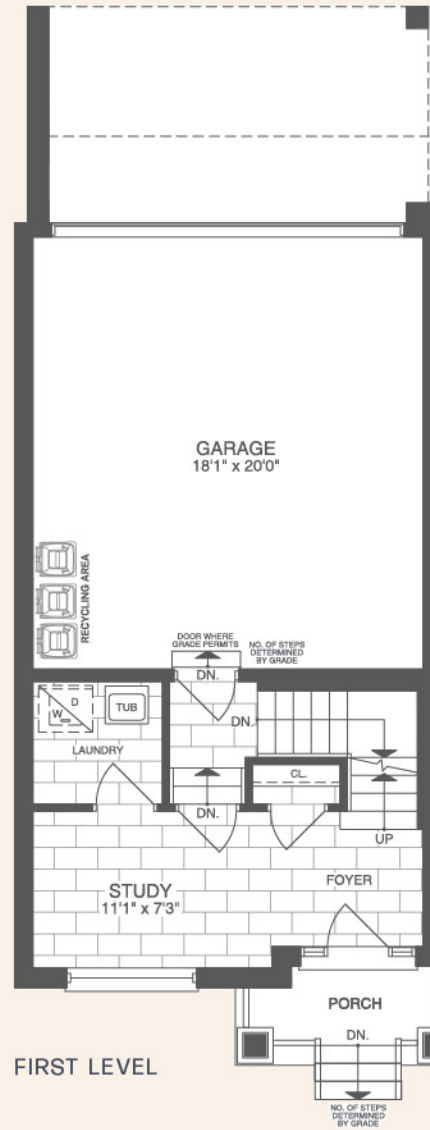 GARAGE
18'1" x 20'0"
RECYCLING AREA
DOOR WHERE
GRADE PERMITS
NO. OF STEPS
DETERMINED
BY GRADE
DN.
DN.
D
W
TUB
LAUNDRY
CL.
DN.
UP
STUDY
11'1" x 7'3"
FOYER
PORCH
DN.
FIRST LEVEL
NO. OF STEPS
DETERMINED
BY GRADE